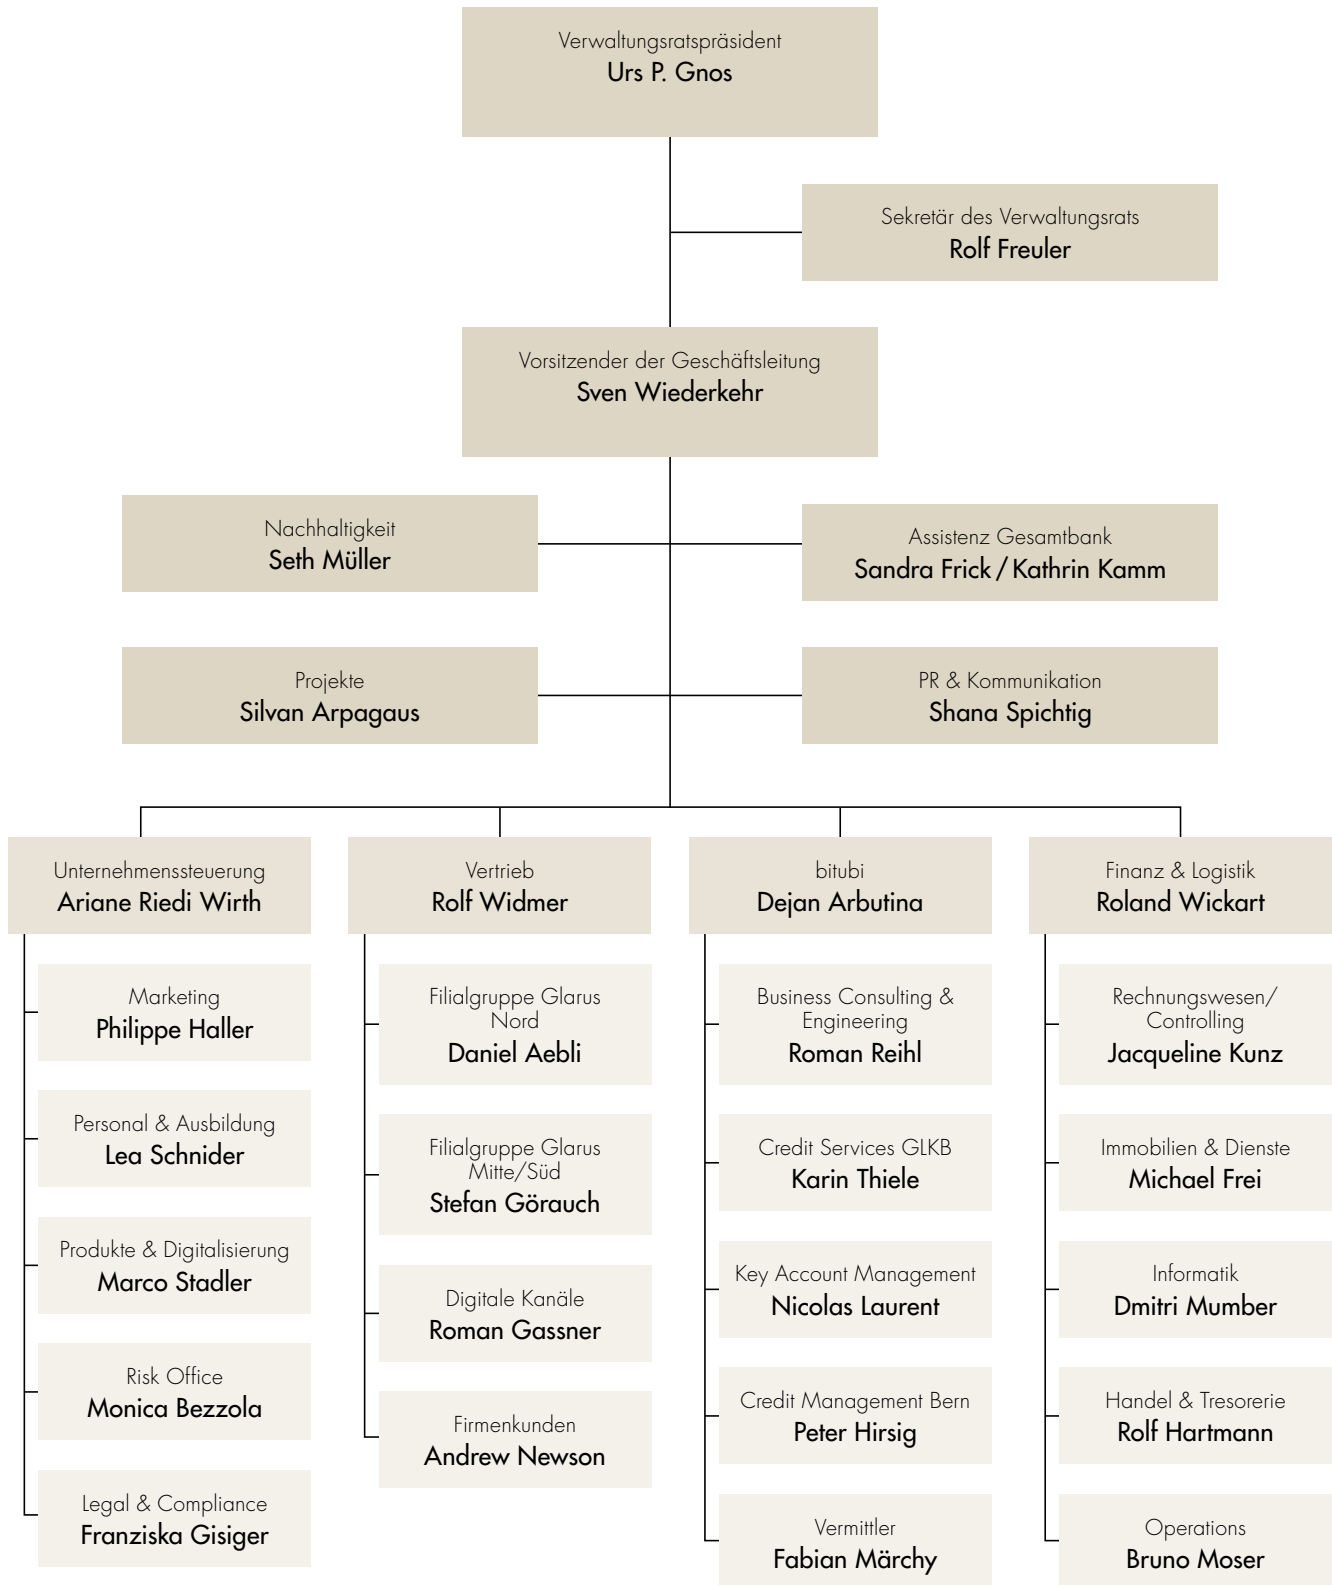 Verwaltungsratspräsident
Urs P. Gnos
Sekretär des Verwaltungsrats
Rolf Freuler
Vorsitzender der Geschäftsleitung
Sven Wiederkehr
Nachhaltigkeit
Seth Müller
Assistenz Gesamtbank
Sandra Frick / Kathrin Kamm
Projekte
Silvan Arpagaus
PR & Kommunikation
Shana Spichtig
Unternehmenssteuerung
Ariane Riedi Wirth
Marketing
Philippe Haller
Personal & Ausbildung
Lea Schnider
Produkte & Digitalisierung
Marco Stadler
Risk Office
Monica Bezzola
Legal & Compliance
Franziska Gisiger
Vertrieb
Rolf Widmer
Filialgruppe Glarus
Nord
Daniel Aebli
Filialgruppe Glarus
Mitte/Süd
Stefan Görauch
Digitale Kanäle
Roman Gassner
Firmenkunden
Andrew Newson
bitubi
Dejan Arbutina
Business Consulting &
Engineering
Roman Reihl
Credit Services GLKB
Karin Thiele
Key Account Management
Nicolas Laurent
Credit Management Bern
Peter Hirsig
Vermittler
Fabian Märchy
Finanz & Logistik
Roland Wickart
Rechnungswesen/
Controlling
Jacqueline Kunz
Immobilien & Dienste
Michael Frei
Informatik
Dmitri Mumber
Handel & Tresorerie
Rolf Hartmann
Operations
Bruno Moser